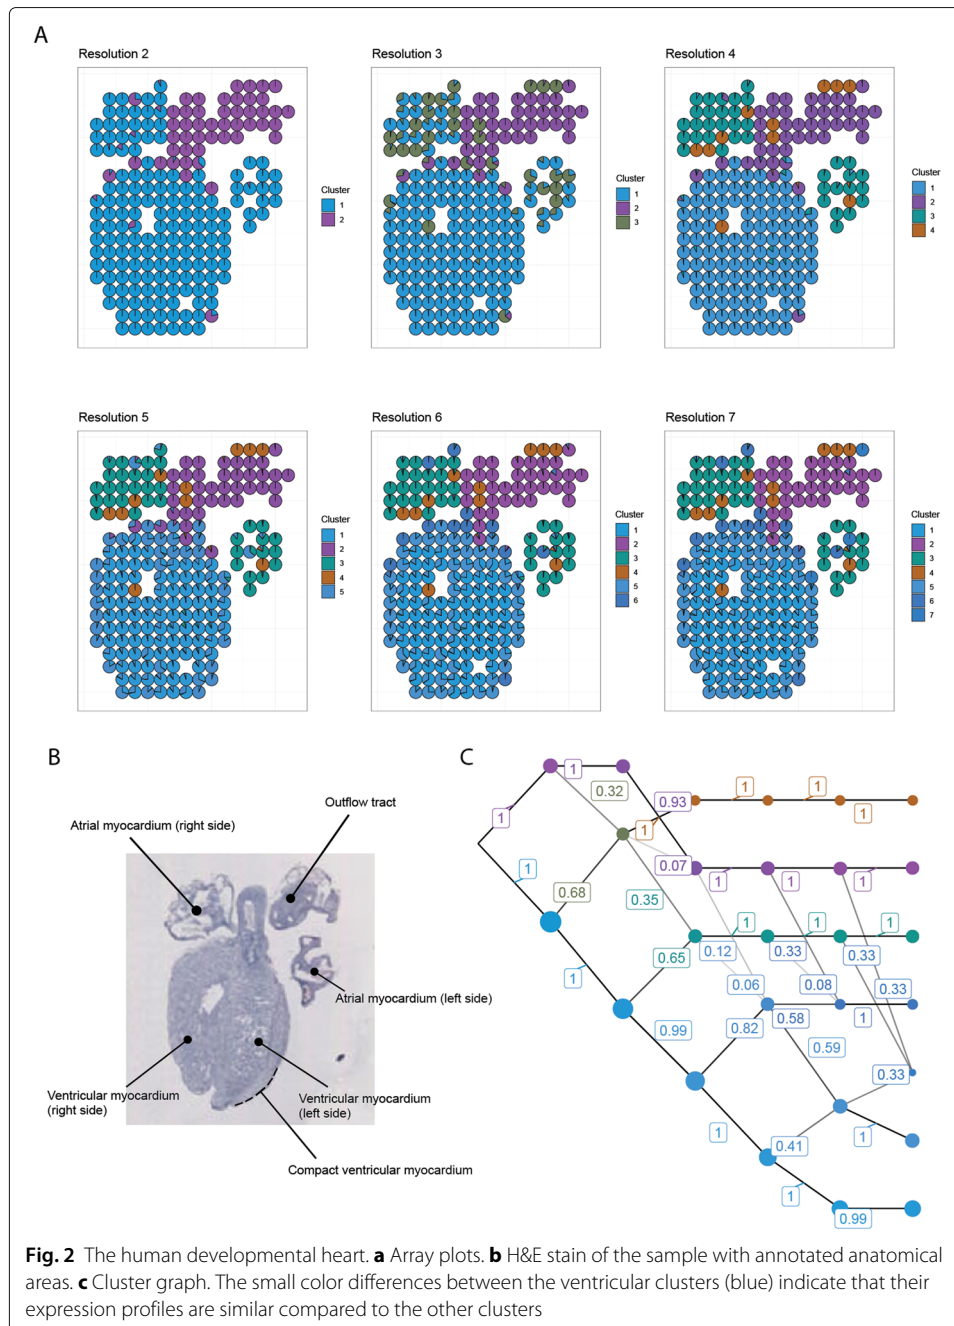 A
Resolution 2
Resolution 3
Resolution 4
Cluster
1
2
Cluster
1
2
3
Cluster
1
2
3
4
Resolution 5
Resolution 6
Resolution 7
Cluster
1
2
3
4
5
Cluster
1
2
3
4
5
6
Cluster
1
2
3
4
5
6
7
B
Outflow tract
Atrial myocardium (right side)
Atrial myocardium (left side)
Ventricular myocardium
(right side)
Ventricular myocardium
(left side)
Compact ventricular myocardium
C
1
0.32
0.93
1
1
1
1
1
0.07
1
0.68
0.35
1
1
1
0.65
0.12
1
0.33
1
0.33
1
1
0.06
0.08
0.33
0.99
0.82
0.58
1
0.59
0.33
1
0.41
1
1
0.99
Fig. 2 The human developmental heart. a Array plots. b H&E stain of the sample with annotated anatomical
areas. c Cluster graph. The small color differences between the ventricular clusters (blue) indicate that their
expression profiles are similar compared to the other clusters